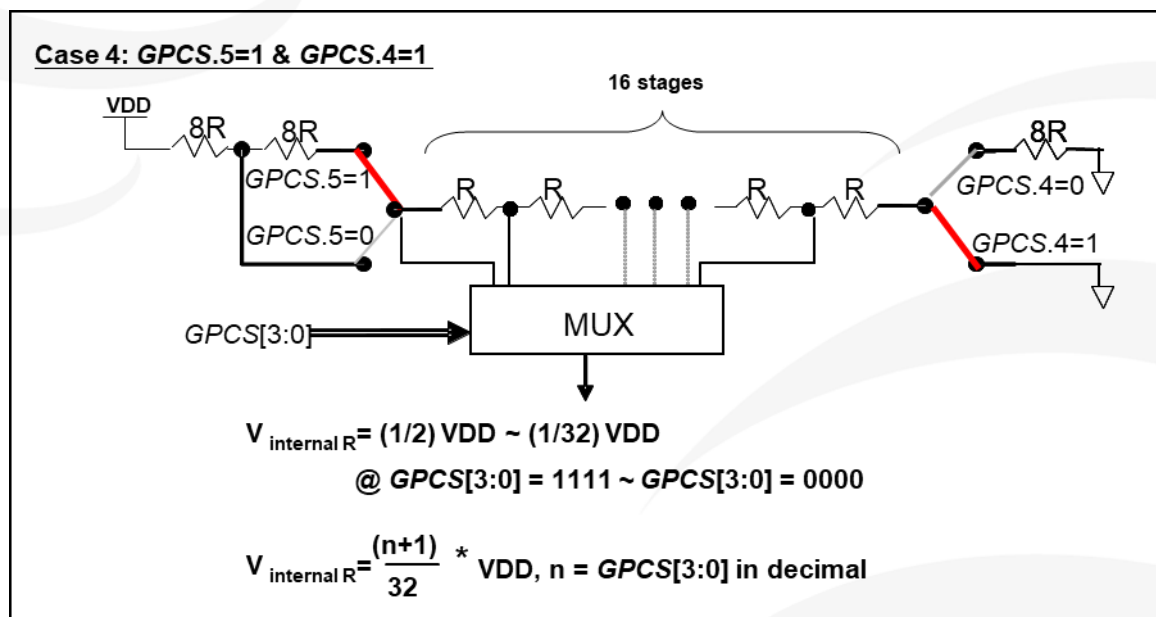 Case 4: GPCS.5=1 & GPCS.4=1
16 stages
VDD
8R 8R 8R
GPCS.5=1 R R R R GPCS.4=0
GPCS.5=0 GPCS.4=1
MUX
GPCS[3:0]
V internal R= (1/2) VDD ~ (1/32) VDD
@ GPCS[3:0] = 1111 ~ GPCS[3:0] = 0000
V internal R= (n+1)/32 * VDD, n = GPCS[3:0] in decimal